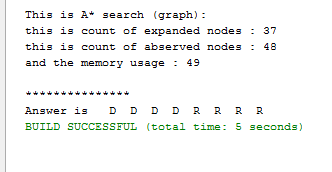 This is A* search (graph):
this is count of expanded nodes : 37
this is count of abserved nodes : 48
and the memory usage : 49
***************
Answer is D D D D R R R R
BUILD SUCCESSFUL (total time: 5 seconds)